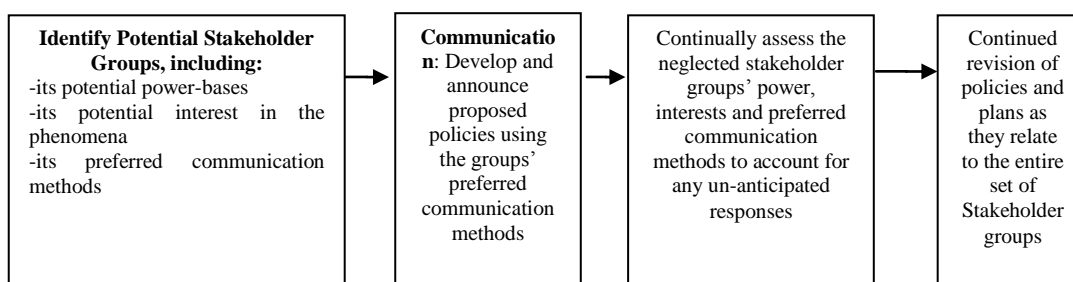 Identify Potential Stakeholder
Groups, including:
-its potential power-bases
-its potential interest in the
phenomena
-its preferred communication
methods
Communicatio
n: Develop and
announce
proposed
policies using
the groups'
preferred
communication
methods
Continually assess the
neglected stakeholder
groups' power,
interests and preferred
communication
methods to account for
any un-anticipated
responses
Continued
revision of
policies and
plans as
they relate
to the entire
set of
Stakeholder
groups